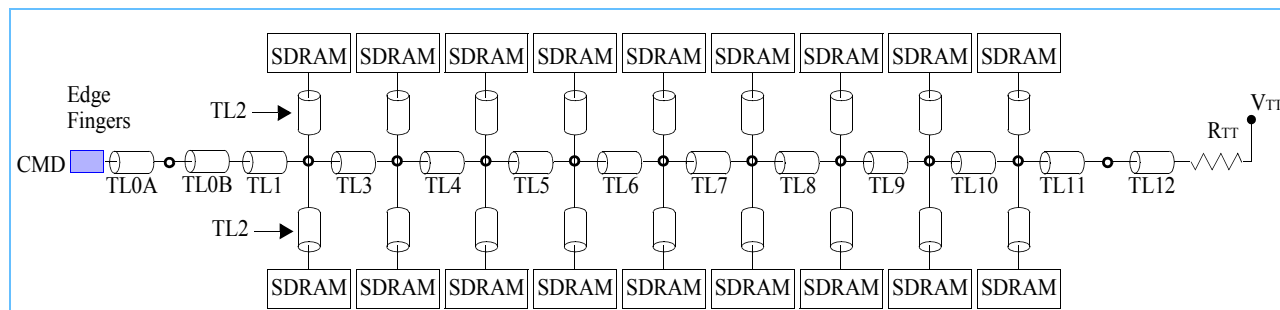 SDRAM SDRAM SDRAM SDRAM SDRAM SDRAM SDRAM SDRAM SDRAM
Edge
Fingers
TL2
VTT
RTT
CMD
TL0A TL0B TL1 TL3 TL4 TL5 TL6 TL7 TL8 TL9 TL10 TL11 TL12
TL2
SDRAM SDRAM SDRAM SDRAM SDRAM SDRAM SDRAM SDRAM SDRAM